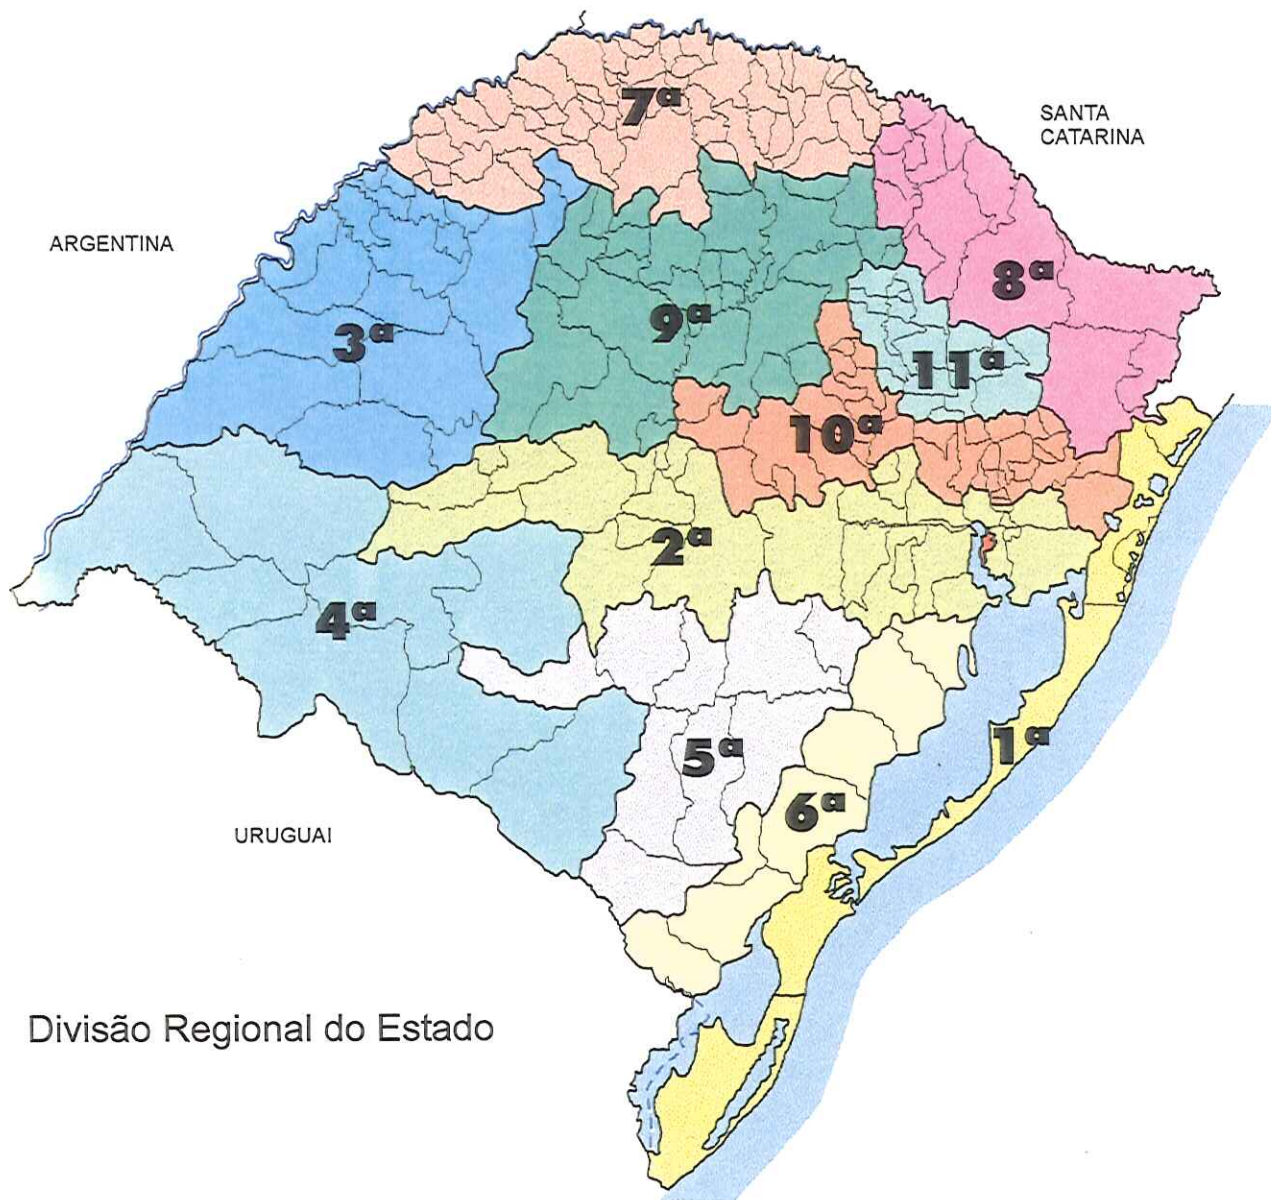 7ª
SANTA
CATARINA
ARGENTINA
8ª
3ª
9ª
11ª
10ª
2ª
4ª
1ª
5ª
6ª
URUGUAI
Divisão Regional do Estado